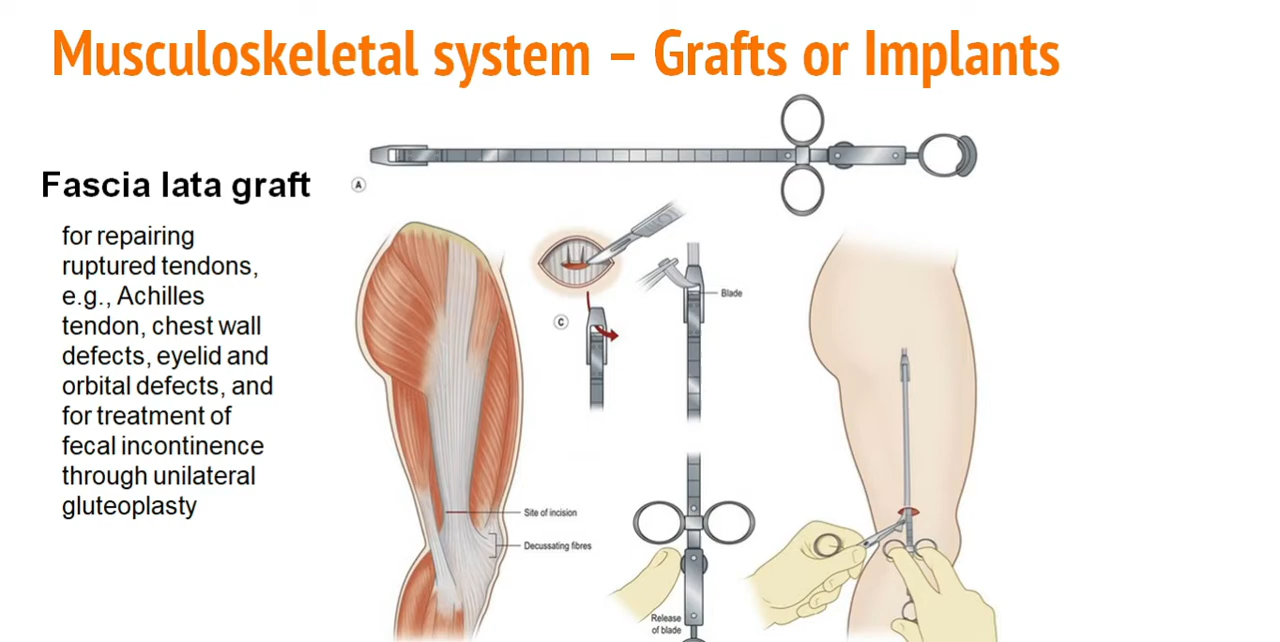 Musculoskeletal system – Grafts or Implants
Fascia lata graft
for repairing
ruptured tendons,
e.g., Achilles
tendon, chest wall
defects, eyelid and
orbital defects, and
for treatment of
fecal incontinence
through unilateral
gluteoplasty
A
C
Blade
Site of incision
Decussating fibres
Release
of blade